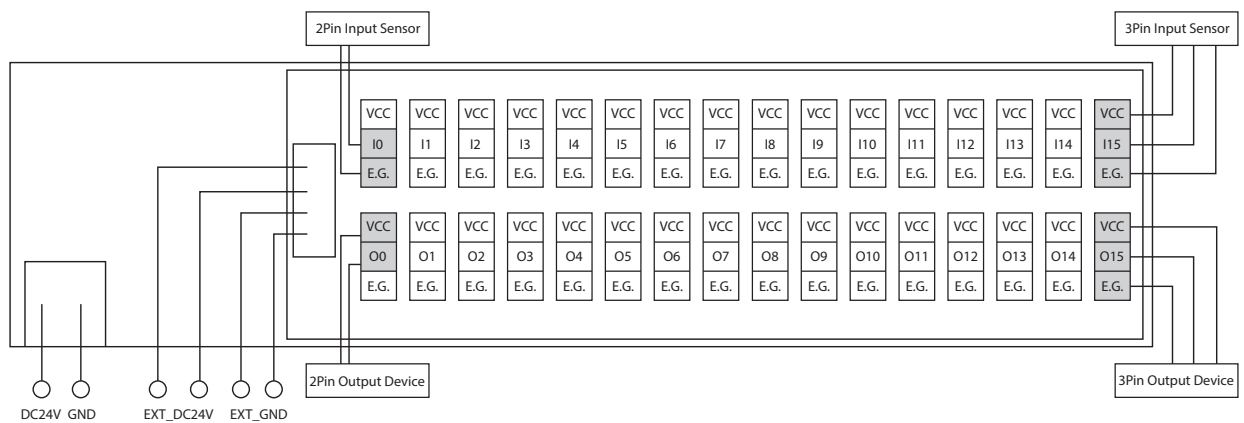 2Pin Input Sensor 3Pin Input Sensor
VCC VCC VCC VCC VCC VCC VCC VCC VCC VCC VCC VCC VCC VCC VCC VCC
I0 I1 I2 I3 I4 I5 I6 I7 I8 I9 I10 I11 I12 I13 I14 I15
E.G. E.G. E.G. E.G. E.G. E.G. E.G. E.G. E.G. E.G. E.G. E.G. E.G. E.G. E.G. E.G.
VCC VCC VCC VCC VCC VCC VCC VCC VCC VCC VCC VCC VCC VCC VCC VCC
O0 O1 O2 O3 O4 O5 O6 O7 O8 O9 O10 O11 O12 O13 O14 O15
E.G. E.G. E.G. E.G. E.G. E.G. E.G. E.G. E.G. E.G. E.G. E.G. E.G. E.G. E.G. E.G.
2Pin Output Device 3Pin Output Device
DC24V GND EXT_DC24V EXT_GND